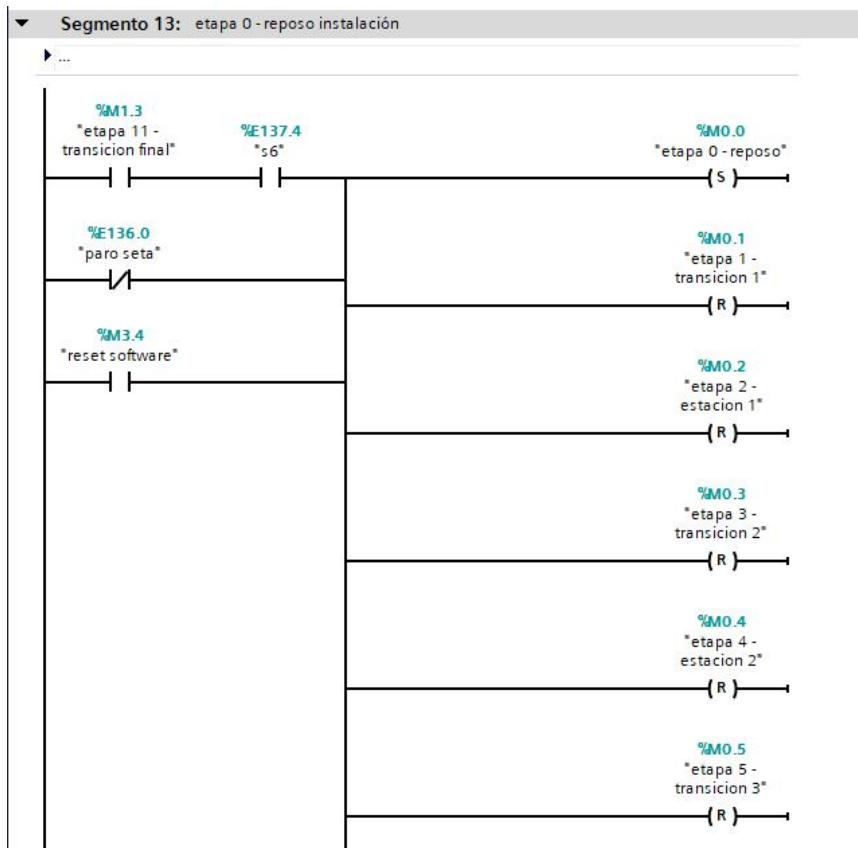 Segmento 13: etapa 0 - reposo instalación
...
%M1.3
"etapa 11 -
transicion final"
%E137.4
"s6"
%M0.0
"etapa 0 - reposo"
S
%E136.0
"paro seta"
%M0.1
"etapa 1 -
transicion 1"
R
%M3.4
"reset software"
%M0.2
"etapa 2 -
estacion 1"
R
%M0.3
"etapa 3 -
transicion 2"
R
%M0.4
"etapa 4 -
estacion 2"
R
%M0.5
"etapa 5 -
transicion 3"
R